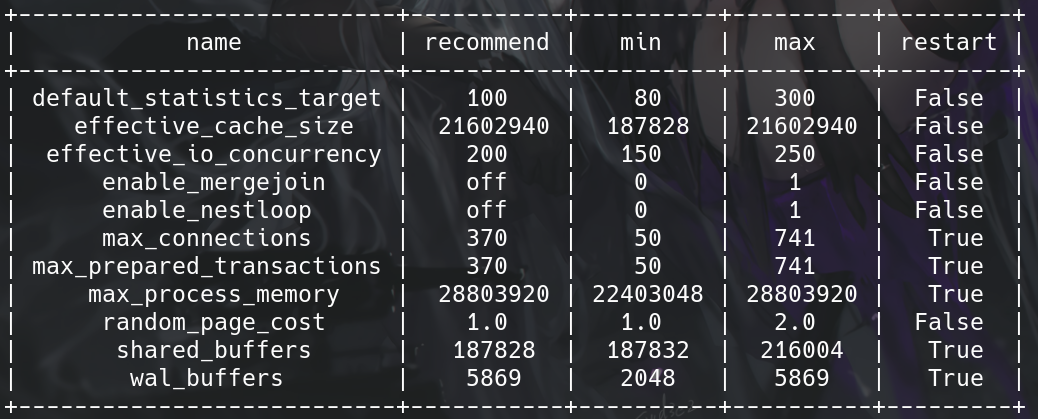 +----------------------------+-----------+----------+----------+---------+
|            name            | recommend |   min    |   max    | restart |
+----------------------------+-----------+----------+----------+---------+
| default_statistics_target | 100 | 80 | 300 | False |
| effective_cache_size | 21602940 | 187828 | 21602940 | False |
| effective_io_concurrency | 200 | 150 | 250 | False |
| enable_mergejoin | off | 0 | 1 | False |
| enable_nestloop | off | 0 | 1 | False |
| max_connections | 370 | 50 | 741 | True |
| max_prepared_transactions | 370 | 50 | 741 | True |
| max_process_memory | 28803920 | 22403048 | 28803920 | True |
| random_page_cost | 1.0 | 1.0 | 2.0 | False |
| shared_buffers | 187828 | 187832 | 216004 | True |
| wal_buffers | 5869 | 2048 | 5869 | True |
+----------------------------+-----------+----------+----------+---------+